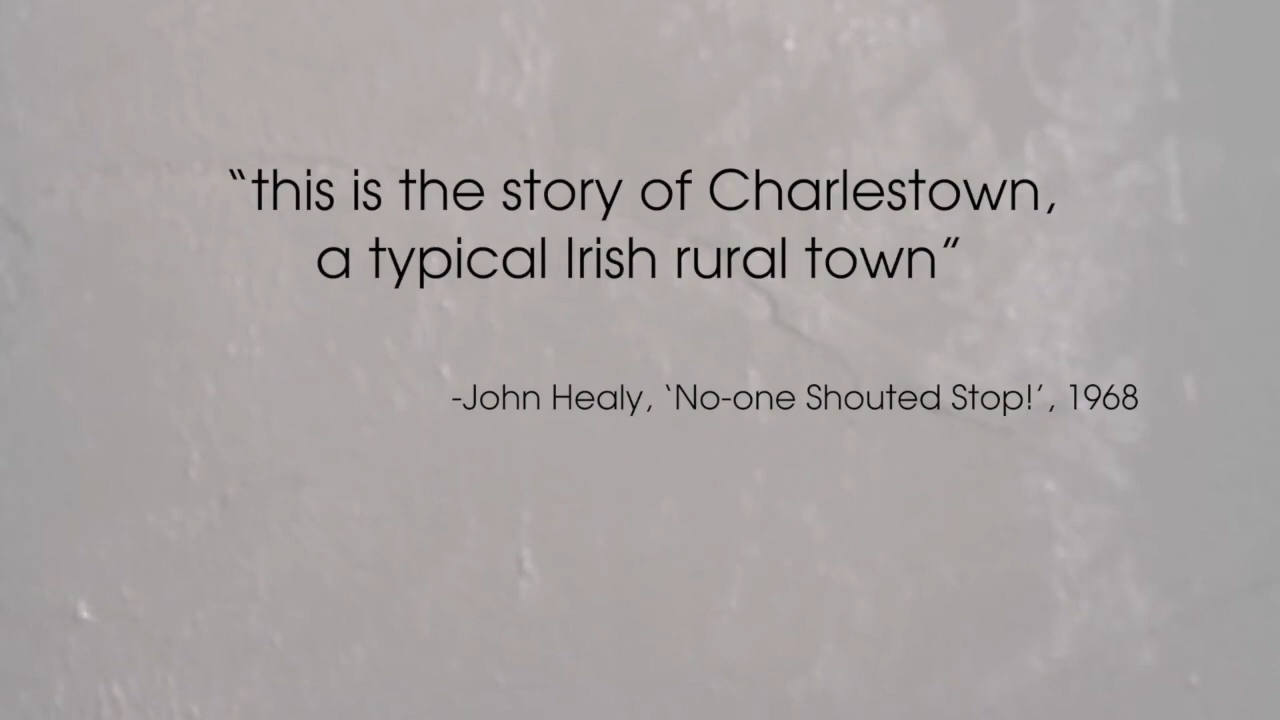 “this is the story of Charlestown,
a typical Irish rural town”
-John Healy, ‘No-one Shouted Stop!’, 1968